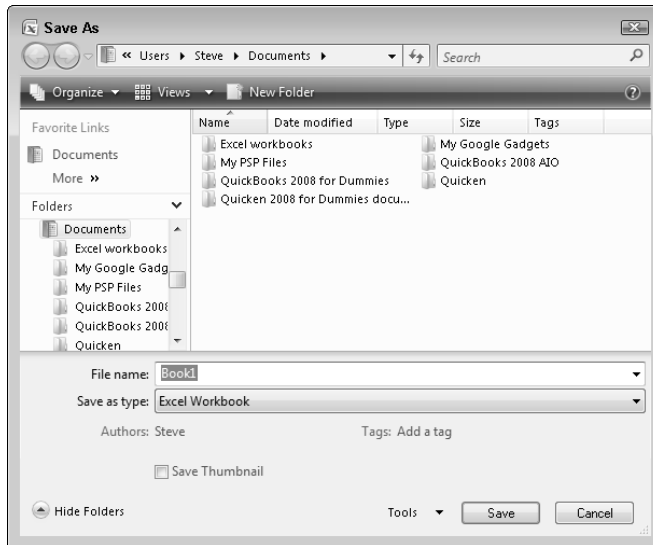 Save As
« Users Steve Documents Search
Organize Views New Folder
Favorite Links
Documents
More »
Folders
Documents
Excel workbooks
My Google Gadg
My PSP Files
QuickBooks 2008
QuickBooks 2008
Quicken
Name Date modified Type Size Tags
Excel workbooks My Google Gadgets
My PSP Files QuickBooks 2008 AIO
QuickBooks 2008 for Dummies Quicken
Quicken 2008 for Dummies docu...
File name: Book1
Save as type: Excel Workbook
Authors: Steve Tags: Add a tag
Save Thumbnail
Hide Folders Tools Save Cancel